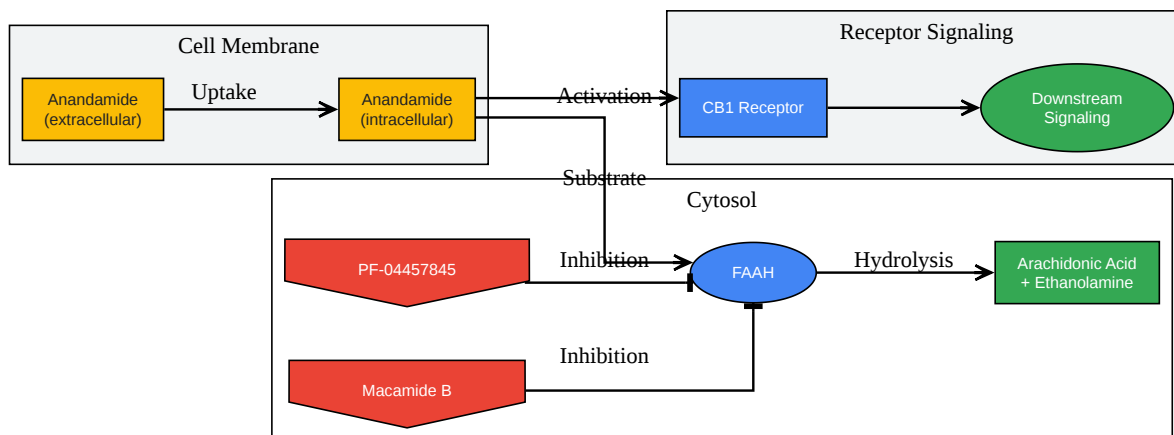 Cell Membrane
Receptor Signaling
Anandamide
(extracellular)
Uptake
Anandamide
(intracellular)
Activation
CB1 Receptor
Downstream
Signaling
Substrate
Cytosol
PF-04457845
Inhibition
FAAH
Hydrolysis
Arachidonic Acid
+ Ethanolamine
Inhibition
Macamide B